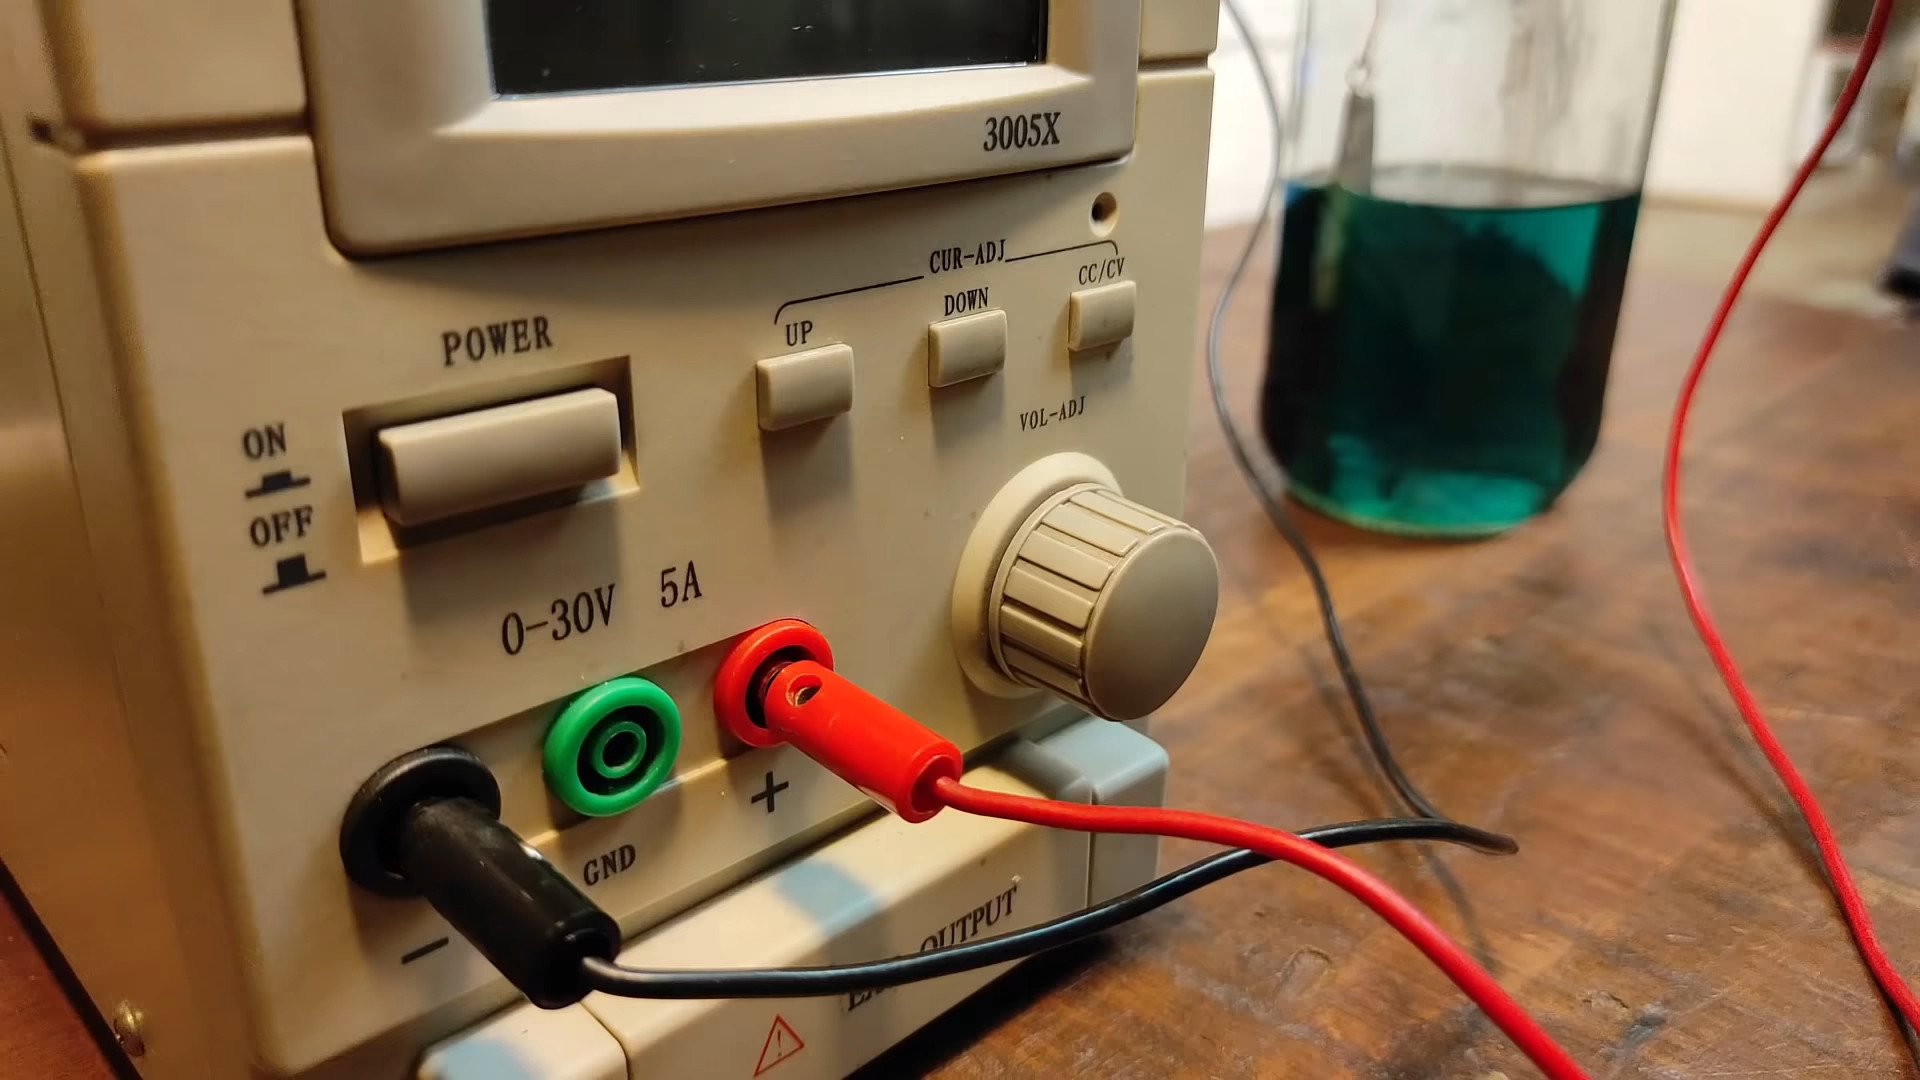 3005X
CUR-ADJ
UP
DOWN
CC/CV
POWER
ON
OFF
VOL-ADJ
0-30V 5A
+
GND
-
OUTPUT